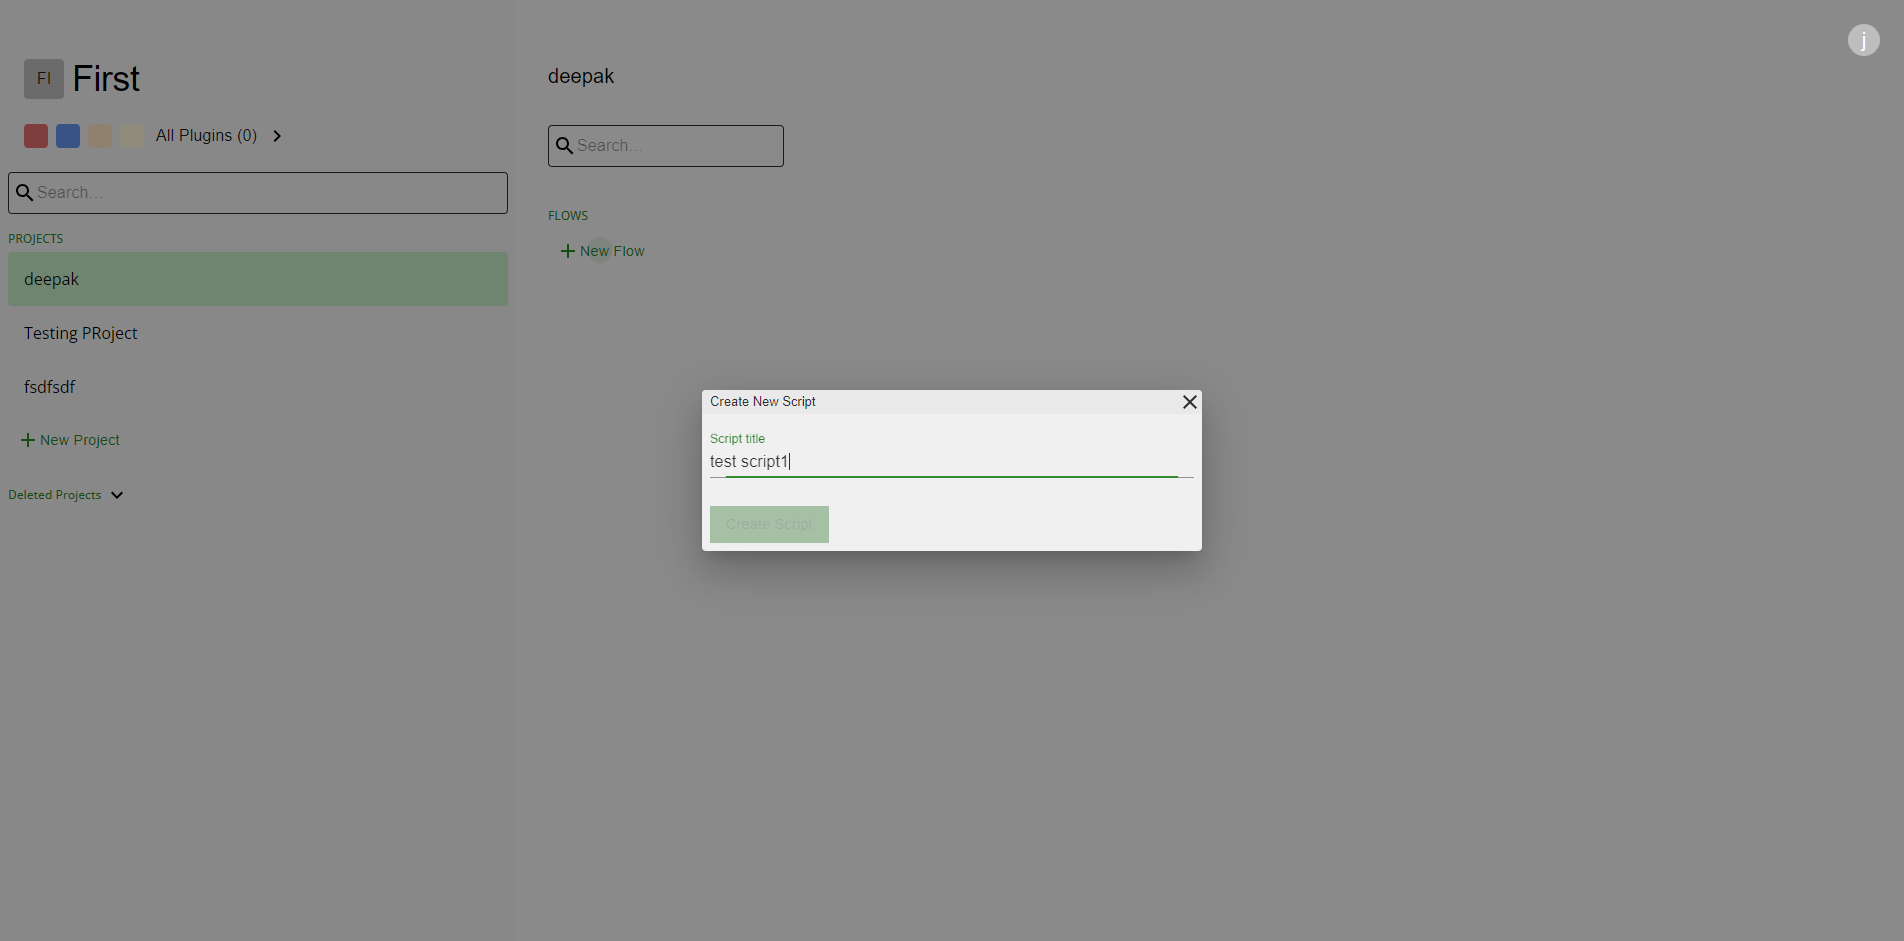 j
FI First
All Plugins (0)
Search...
PROJECTS
deepak
Testing PRoject
fsdfsdf
New Project
Deleted Projects
deepak
Search...
FLOWS
New Flow
Create New Script
Script title
test script1
Create Script